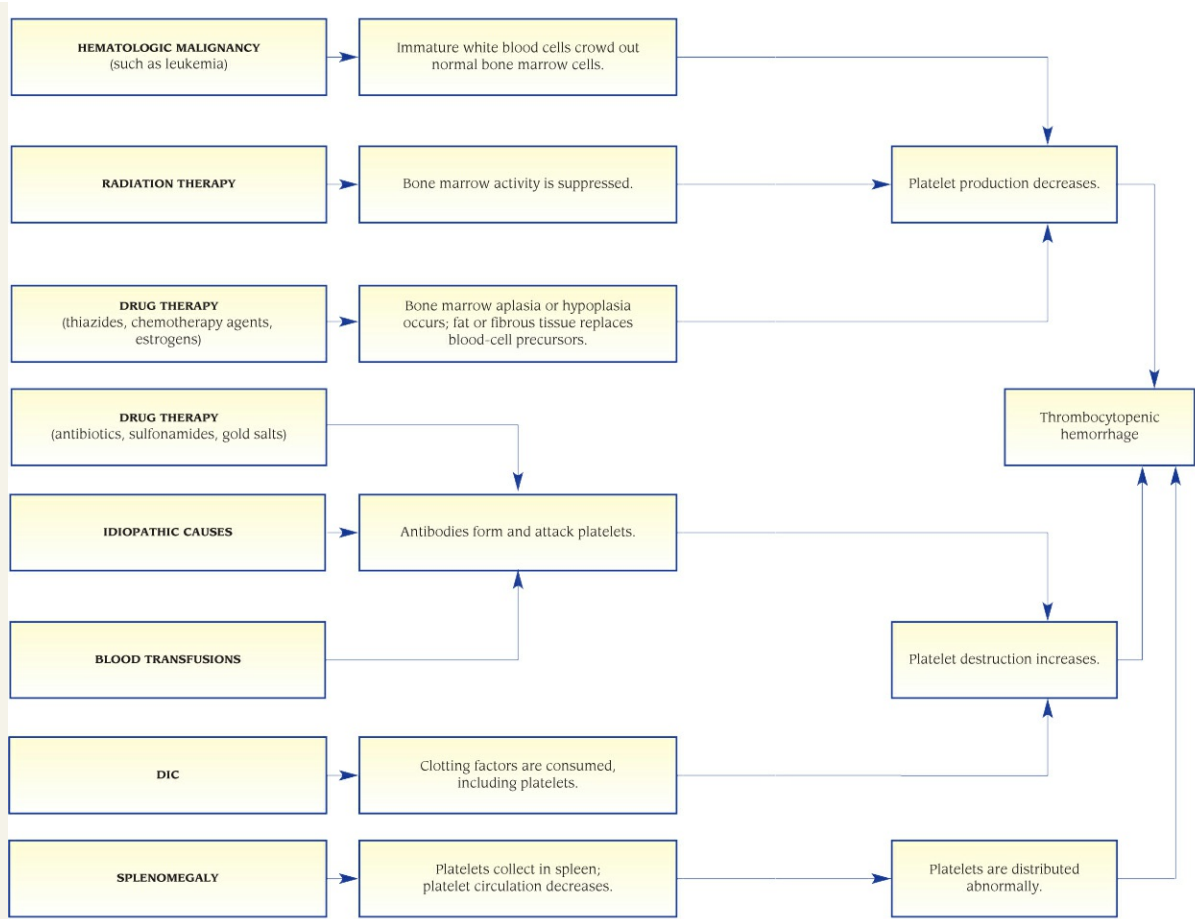 HEMATOLOGIC MALIGNANCY
(such as leukemia)
Immature white blood cells crowd out
normal bone marrow cells.
RADIATION THERAPY
Bone marrow activity is suppressed.
Platelet production decreases.
DRUG THERAPY
(thiazides, chemotherapy agents,
estrogens)
Bone marrow aplasia or hypoplasia
occurs; fat or fibrous tissue replaces
blood-cell precursors.
DRUG THERAPY
(antibiotics, sulfonamides, gold salts)
Thrombocytopenic
hemorrhage
IDIOPATHIC CAUSES
Antibodies form and attack platelets.
BLOOD TRANSFUSIONS
Platelet destruction increases.
DIC
Clotting factors are consumed,
including platelets.
SPLENOMEGALY
Platelets collect in spleen;
platelet circulation decreases.
Platelets are distributed
abnormally.